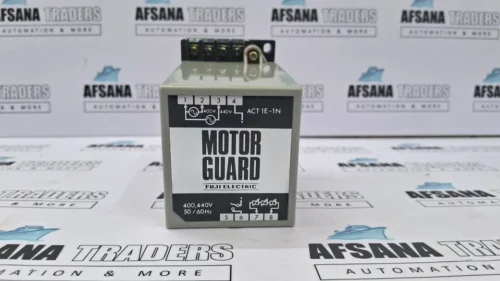 AFSANA TRADERS
AUTOMATION & MORE
AFSANA TRADERS
AUTOMATION & MORE
AFSANA TRADERS
AUTOMATION & MORE
1 2 3 4
400V 440V
ACT 1E-1N
MOTOR
GUARD
FUJI ELECTRIC
400,440V
50/60Hz
5 6 7 8
AFSANA TRADERS
AUTOMATION & MORE
AFSANA TRADERS
AUTOMATION & MORE